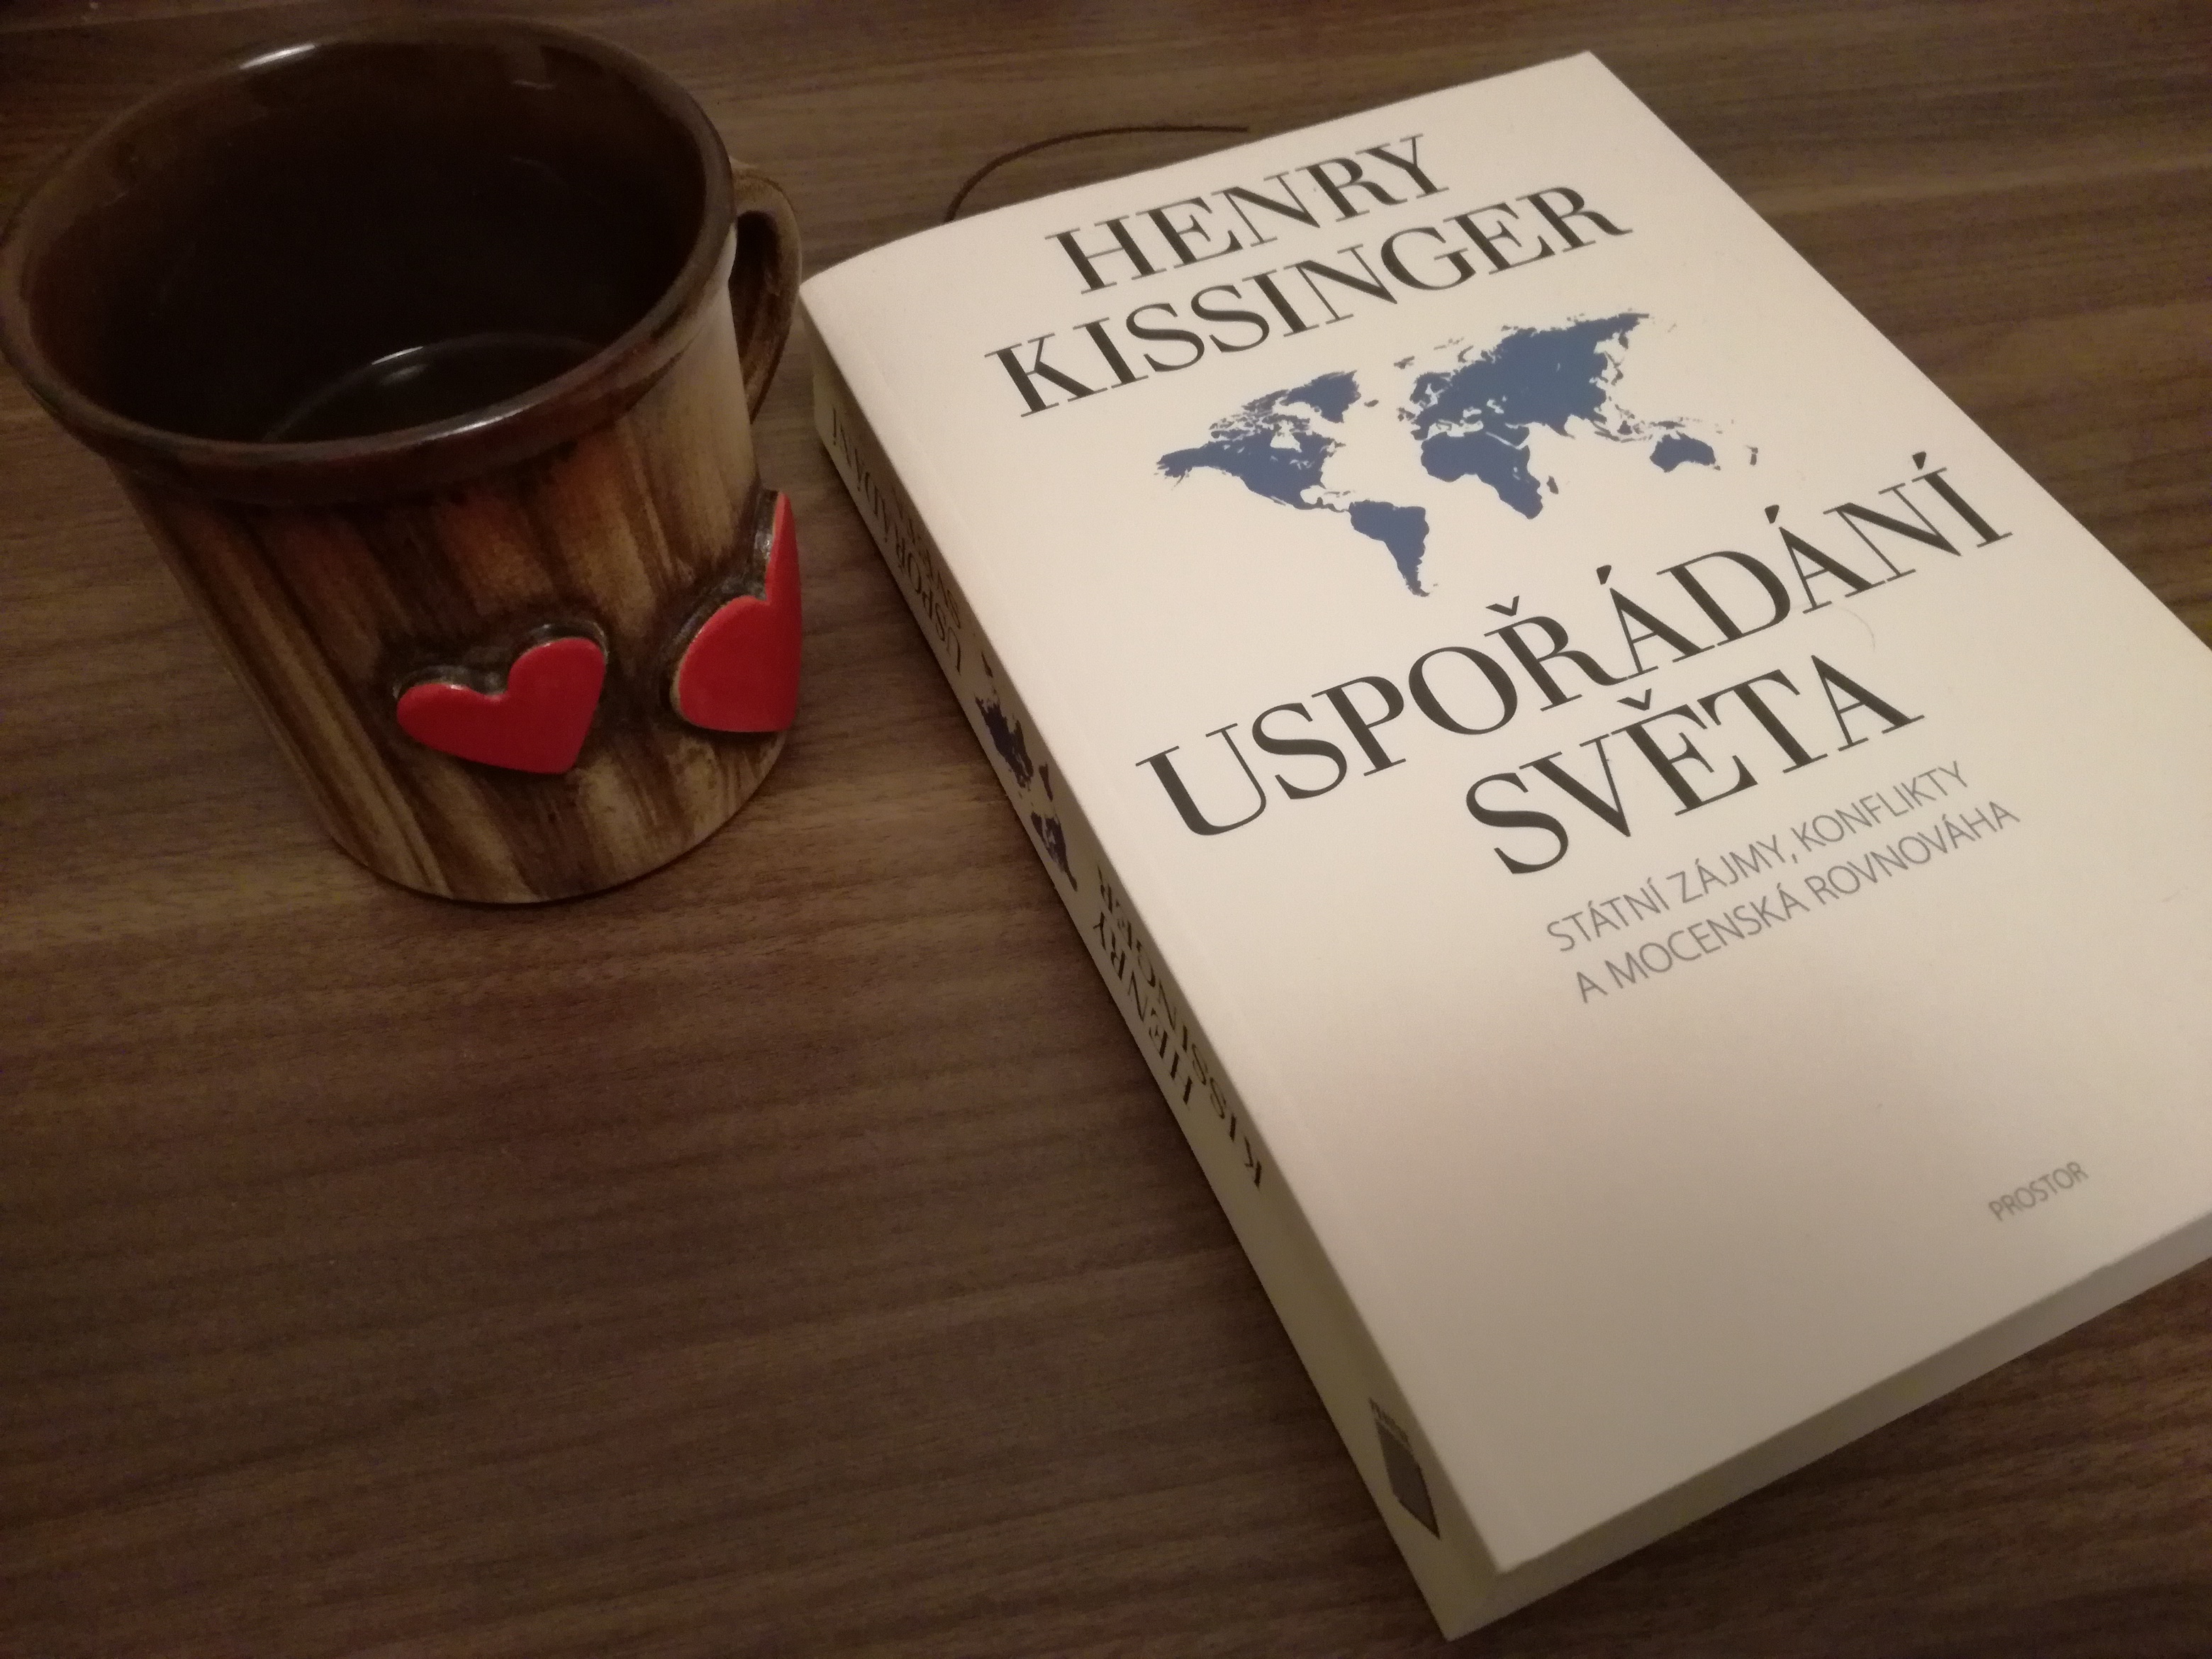 HENRY
KISSINGER
USPOŘÁDÁNÍ
SVĚTA
STÁTNÍ ZÁJMY, KONFLIKTY
A MOCENSKÁ ROVNOVÁHA
PROSTOR
USPOŘÁDÁNÍ
SVĚTA
HENRY
KISSINGER